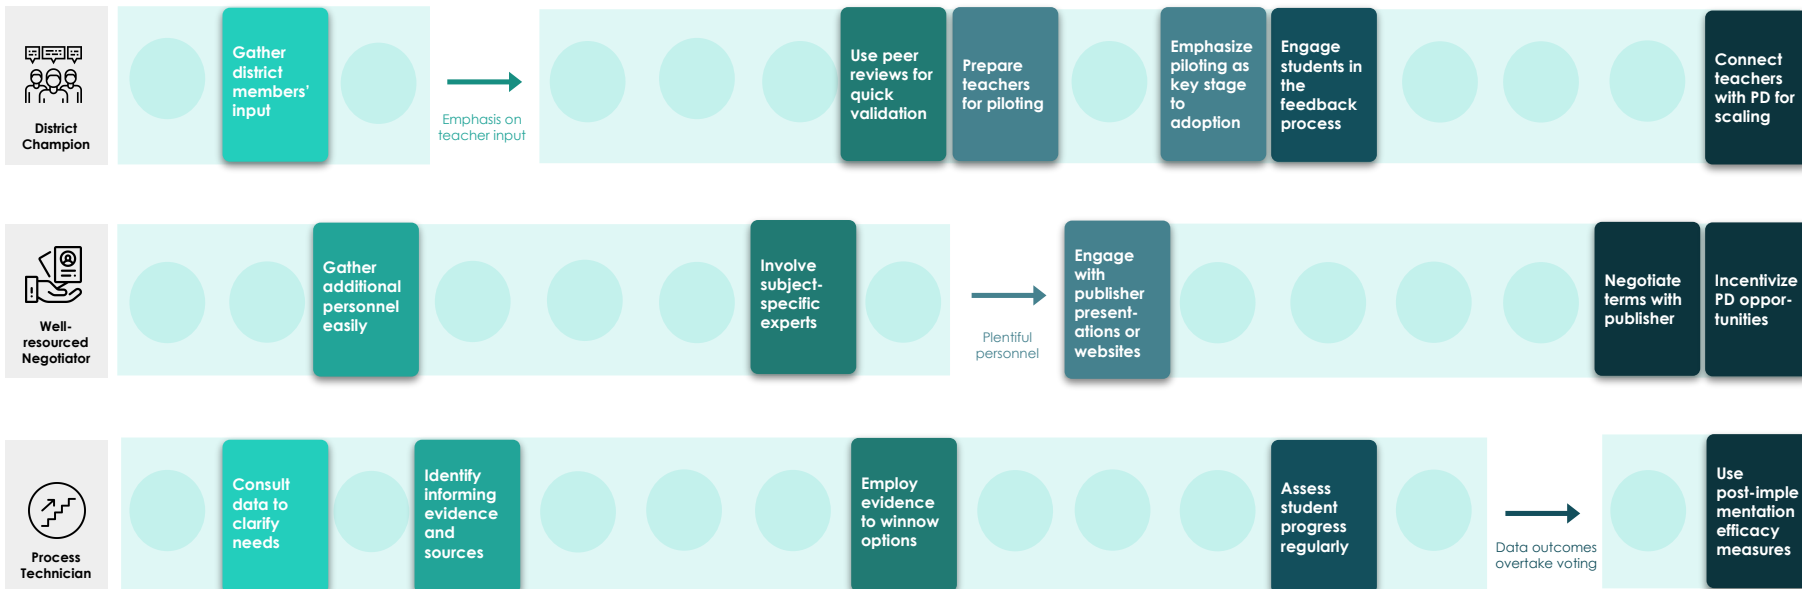 District
Champion
Gather
district
members'
input
Emphasis on
teacher input
Use peer
reviews for
quick
validation
Prepare
teachers
for piloting
Emphasize
piloting as
key stage
to
adoption
Engage
students in
the
feedback
process
Connect
teachers
with PD for
scaling
Well-
resourced
Negotiator
Gather
additional
personnel
easily
Involve
subject-
specific
experts
Plentiful
personnel
Engage
with
publisher
present-
ations or
websites
Negotiate
terms with
publisher
Incentivize
PD oppor-
tunities
Process
Technician
Consult
data to
clarify
needs
Identify
informing
evidence
and
sources
Employ
evidence
to winnow
options
Assess
student
progress
regularly
Data outcomes
overtake voting
Use
post-imple
mentation
efficacy
measures